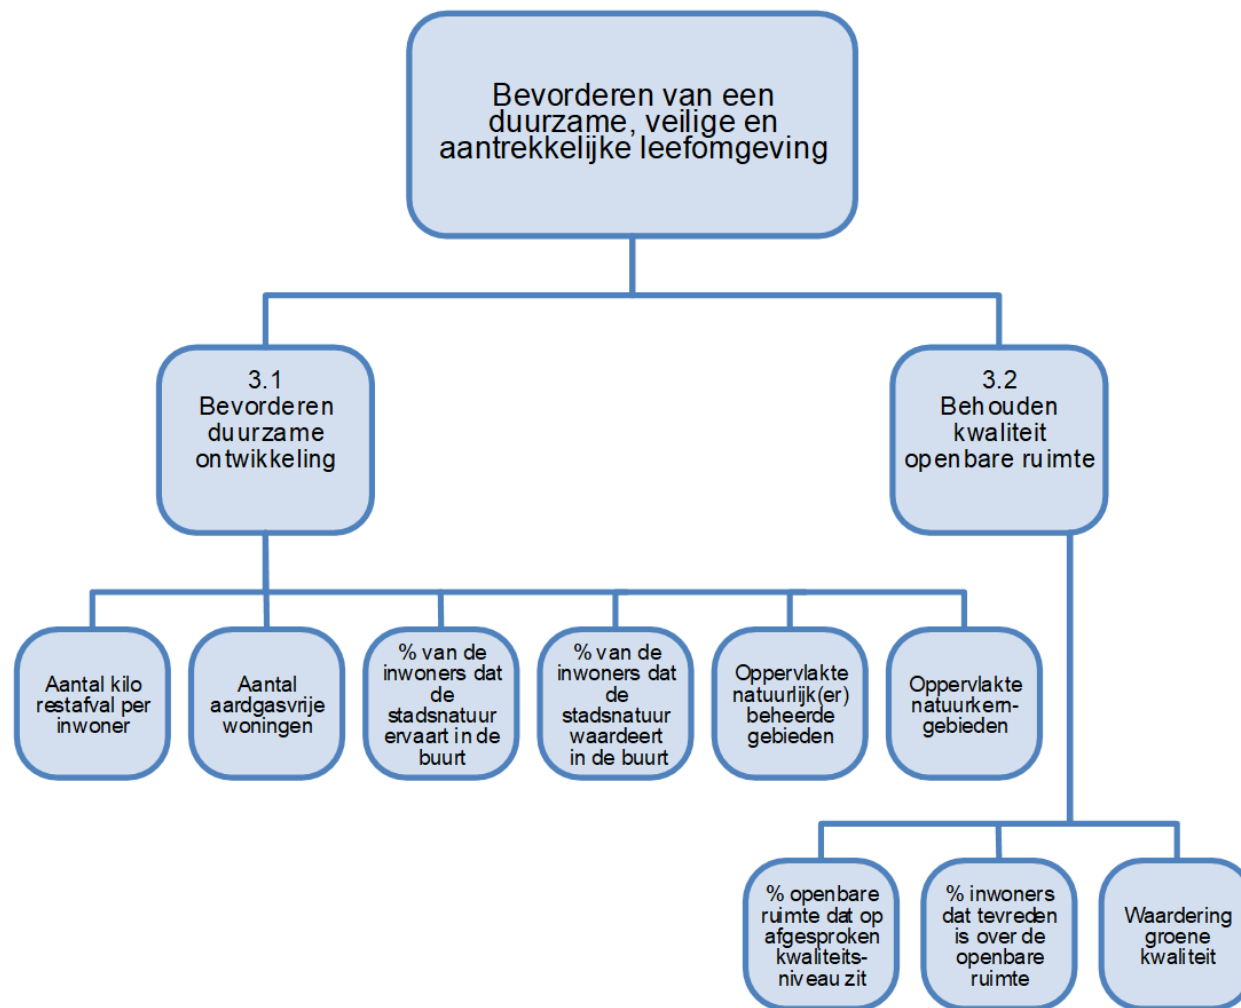 Bevorderen van een
duurzame, veilige en
aantrekkelijke leefomgeving
3.1
Bevorderen
duurzame
ontwikkeling
3.2
Behouden
kwaliteit
openbare ruimte
Aantal kilo
restafval per
inwoner
Aantal
aardgasvrije
woningen
% van de
inwoners dat
de
stadsnatuur
ervaart in de
buurt
% van de
inwoners dat
de
stadsnatuur
waardeert
in de buurt
Oppervlakte
natuurlijk(er)
beheerde
gebieden
Oppervlakte
natuurkern-
gebieden
% openbare
ruimte dat op
afgesproken
kwaliteits-
niveau zit
% inwoners
dat tevreden
is over de
openbare
ruimte
Waardering
groene
kwaliteit